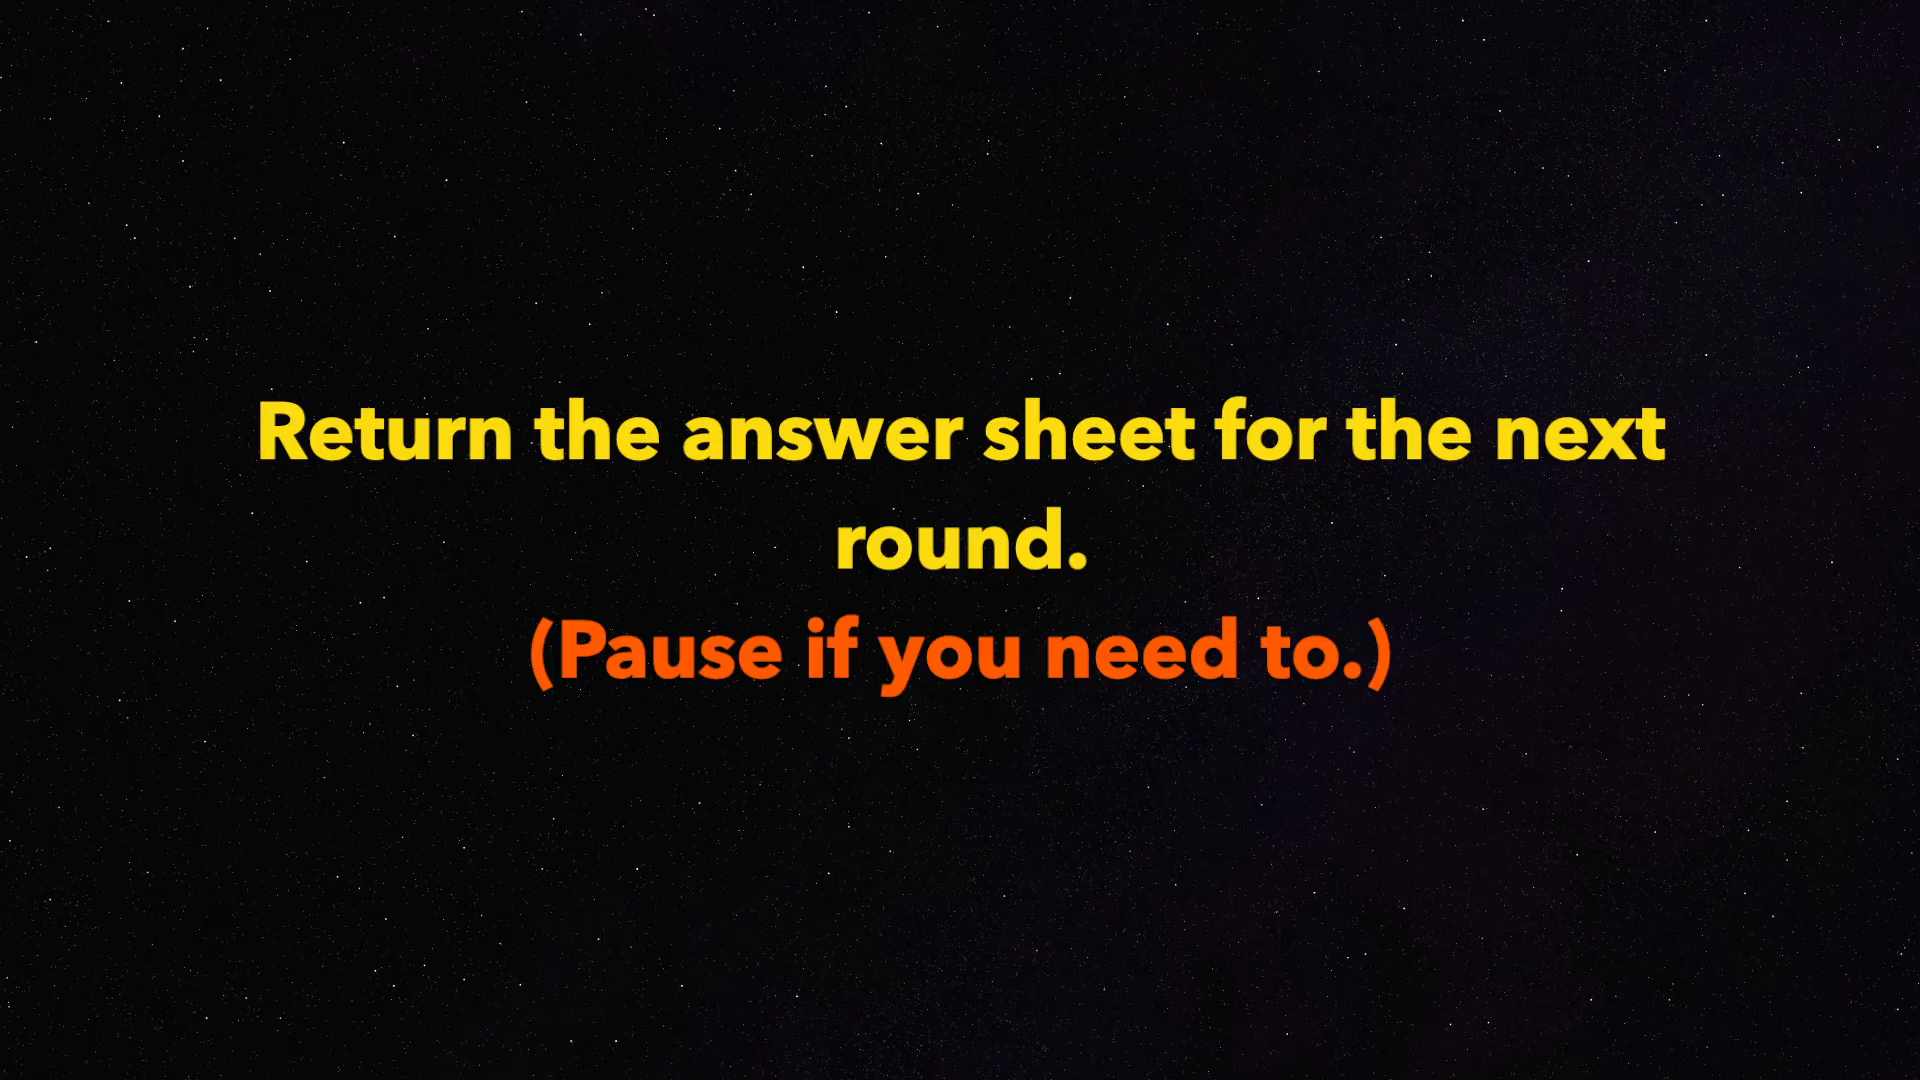 Return the answer sheet for the next
round.
(Pause if you need to.)